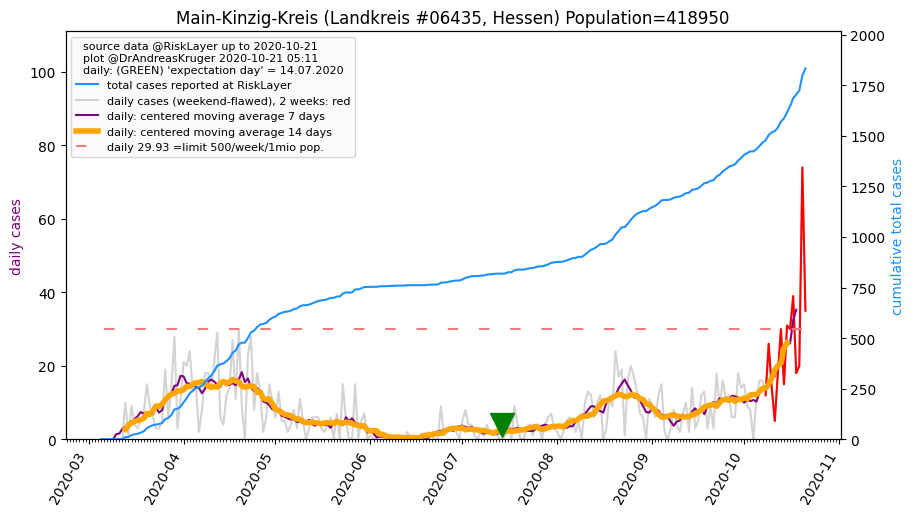 Main-Kinzig-Kreis (Landkreis #06435, Hessen) Population=418950
source data @RiskLayer up to 2020-10-21
plot @DrAndreasKruger 2020-10-21 05:11
daily: (GREEN) 'expectation day' = 14.07.2020
total cases reported at RiskLayer
daily cases (weekend-flawed), 2 weeks: red
daily: centered moving average 7 days
daily: centered moving average 14 days
daily 29.93 =limit 500/week/1mio pop.
daily cases
100
80
60
40
20
0
2000
1750
1500
1250
1000
750
500
250
0
cumulative total cases
2020-03
2020-04
2020-05
2020-06
2020-07
2020-08
2020-09
2020-10
2020-11